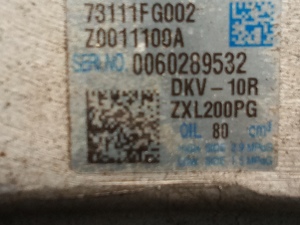 73111FG002
Z0011100A
SER.NO. 0060289532
DKV-10R
ZXL200PG
OIL 80 cm³